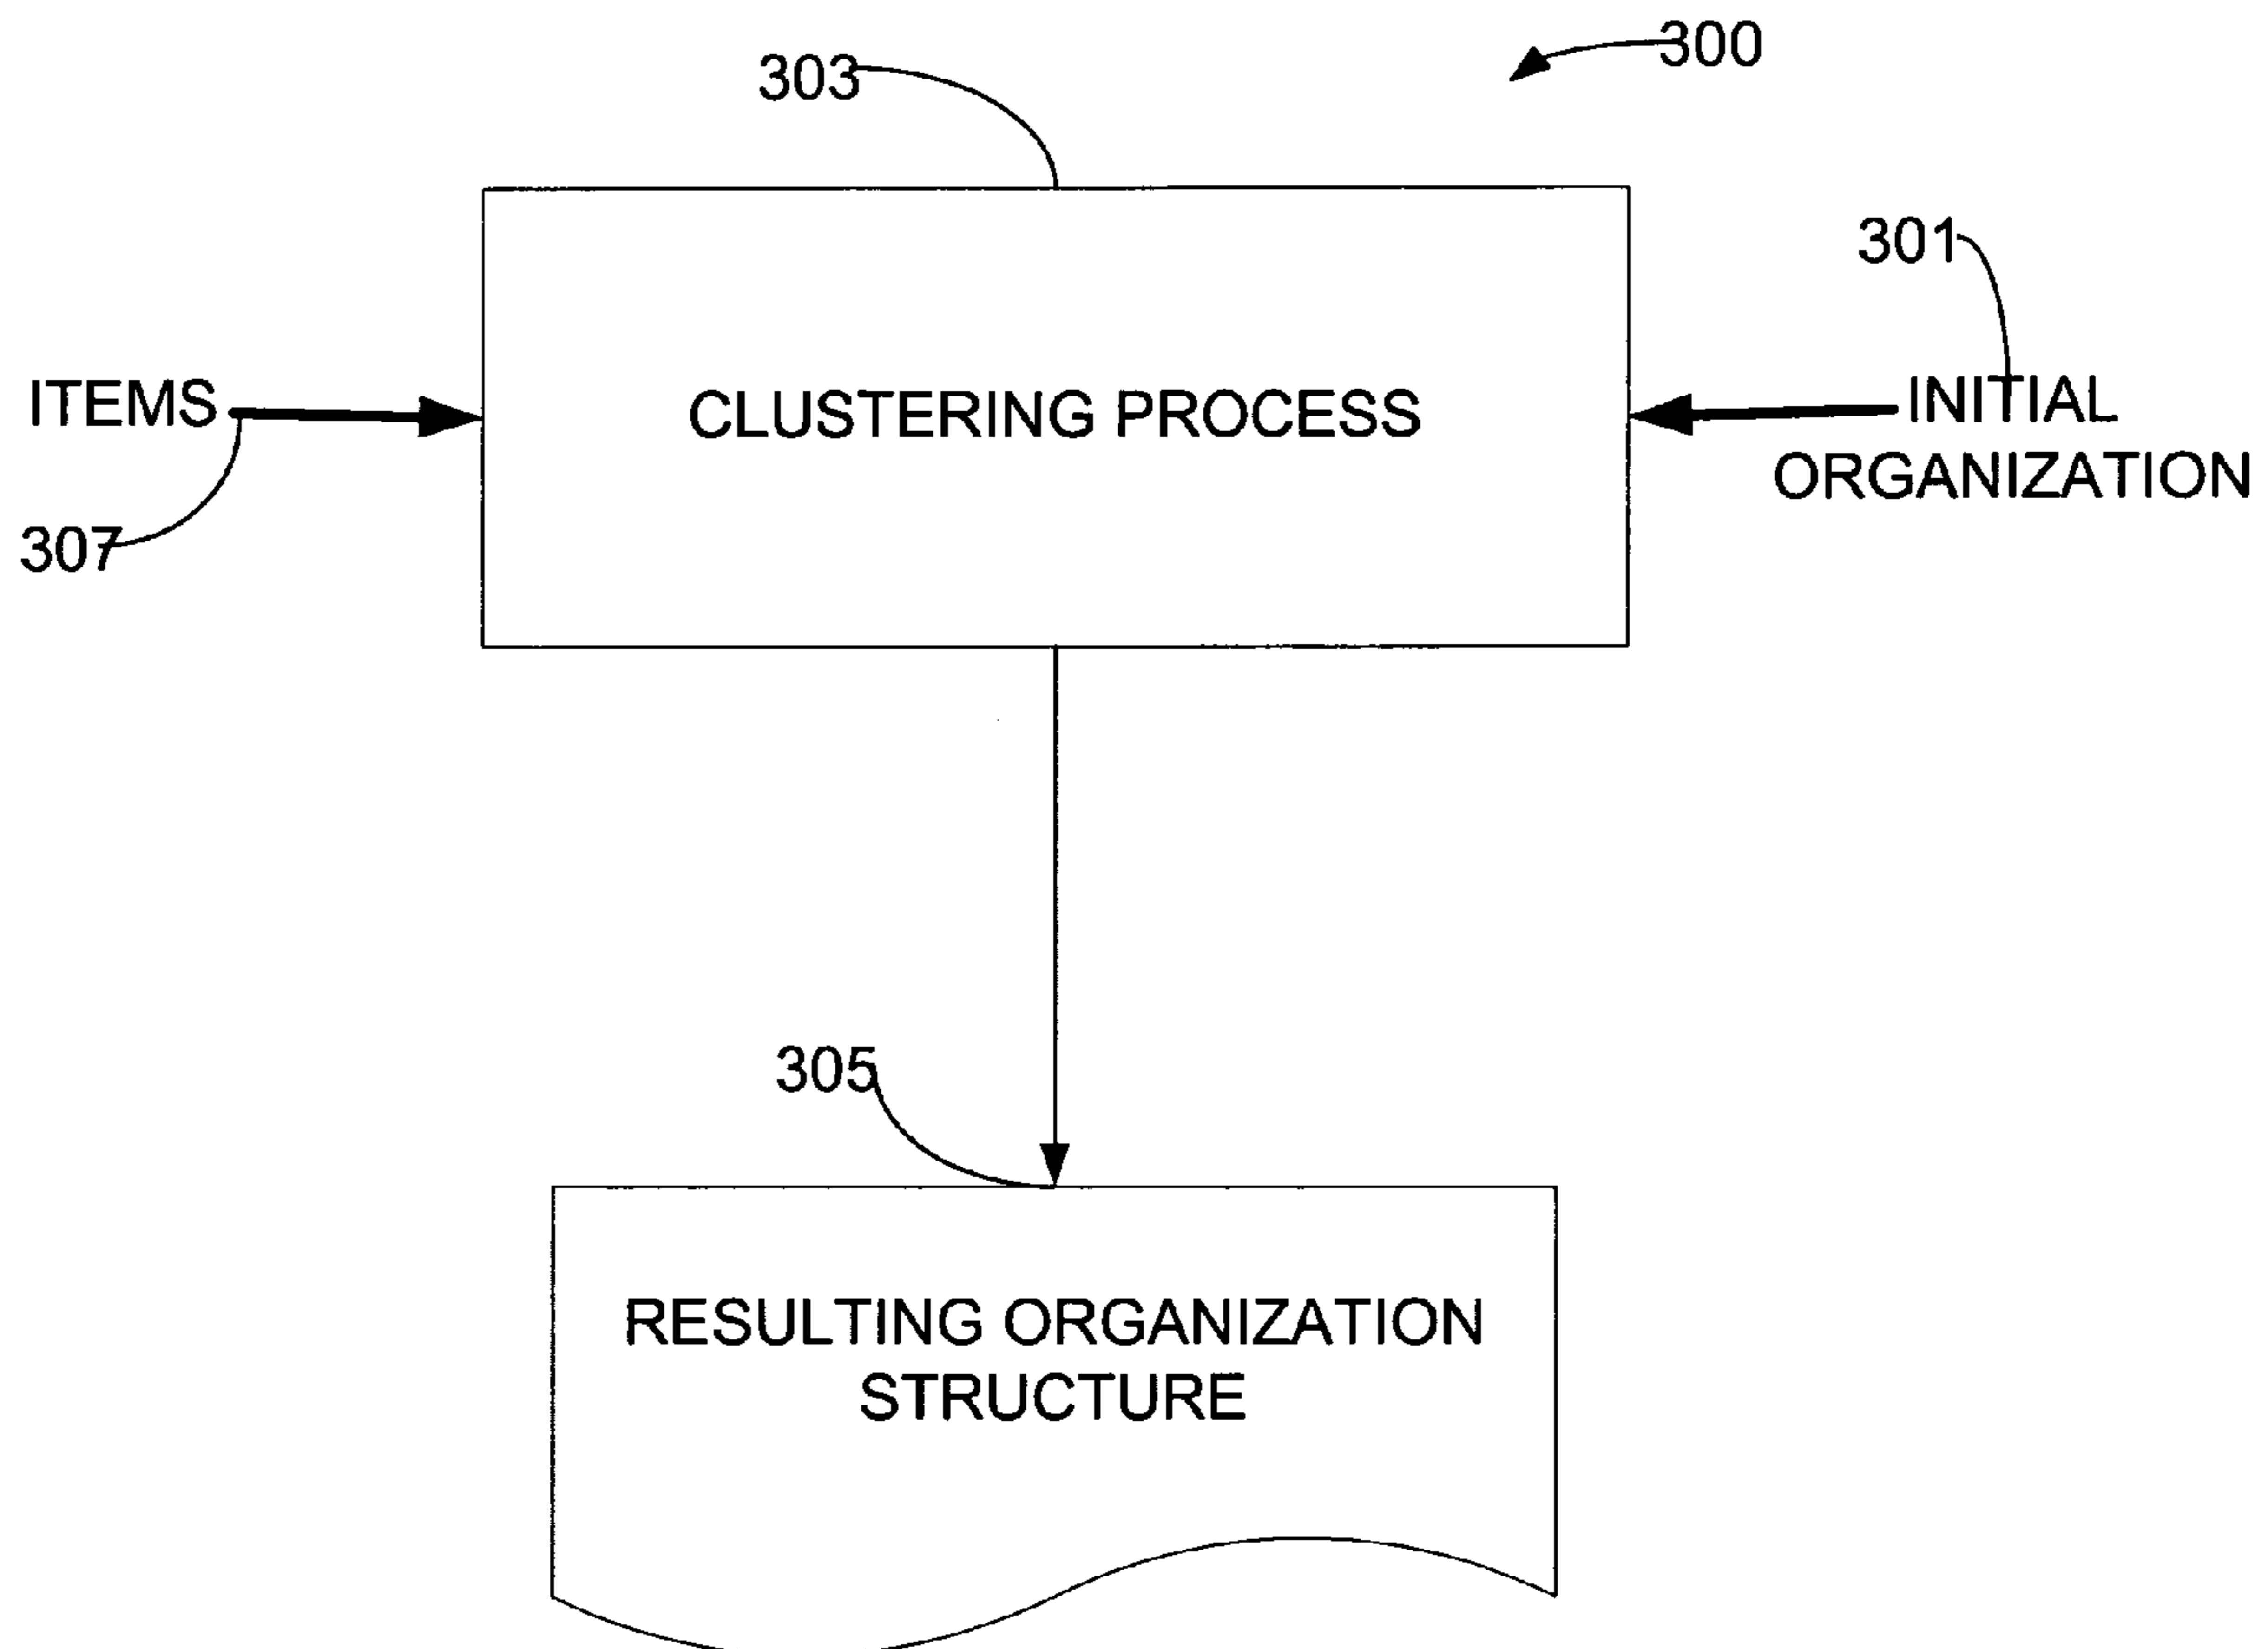 300
303
301
ITEMS
CLUSTERING PROCESS
INITIAL
ORGANIZATION
307
305
RESULTING ORGANIZATION
STRUCTURE